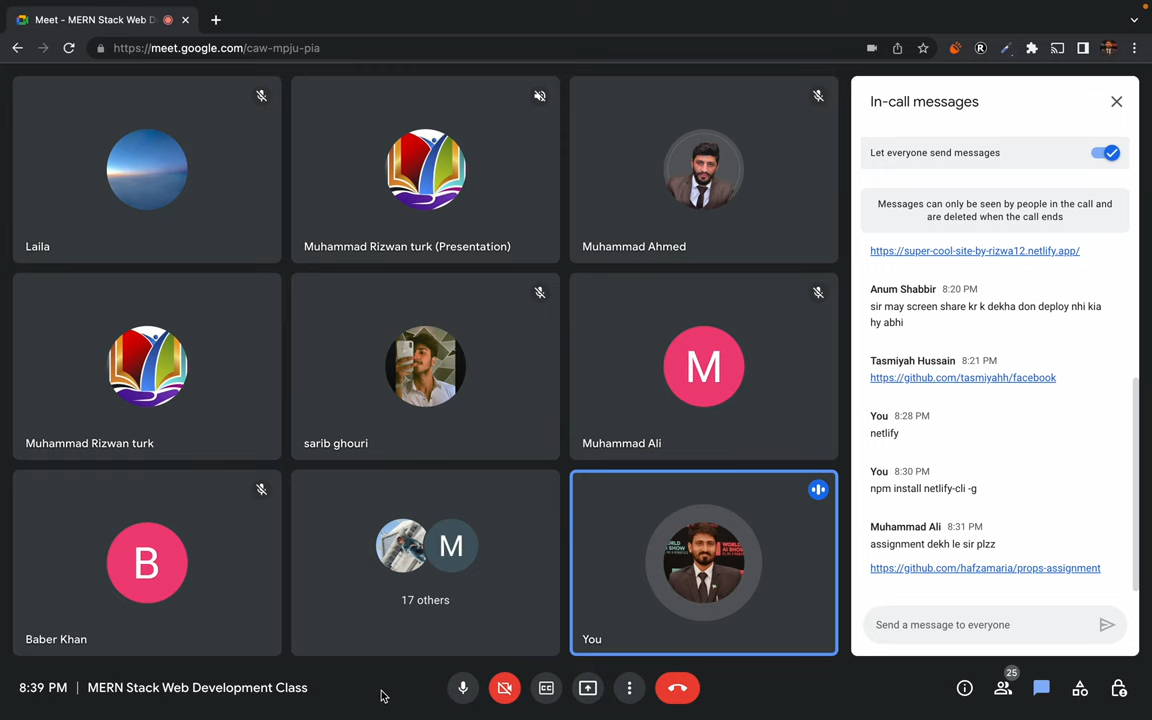 Meet - MERN Stack Web D
https://meet.google.com/caw-mpju-pia
Laila
Muhammad Rizwan turk (Presentation)
Muhammad Ahmed
Muhammad Rizwan turk
sarib ghouri
M
Muhammad Ali
B
Baber Khan
M
17 others
WORLD
AI SHOW
You
In-call messages
Let everyone send messages
Messages can only be seen by people in the call and
are deleted when the call ends
https://super-cool-site-by-rizwa12.netlify.app/
Anum Shabbir 8:20 PM
sir may screen share kr k dekha don deploy nhi kia
hy abhi
Tasmiyah Hussain 8:21 PM
https://github.com/tasmiyahh/facebook
You 8:28 PM
netlify
You 8:30 PM
npm install netlify-cli -g
Muhammad Ali 8:31 PM
assignment dekh le sir plzz
https://github.com/hafzamaria/props-assignment
Send a message to everyone
8:39 PM | MERN Stack Web Development Class
CC
25